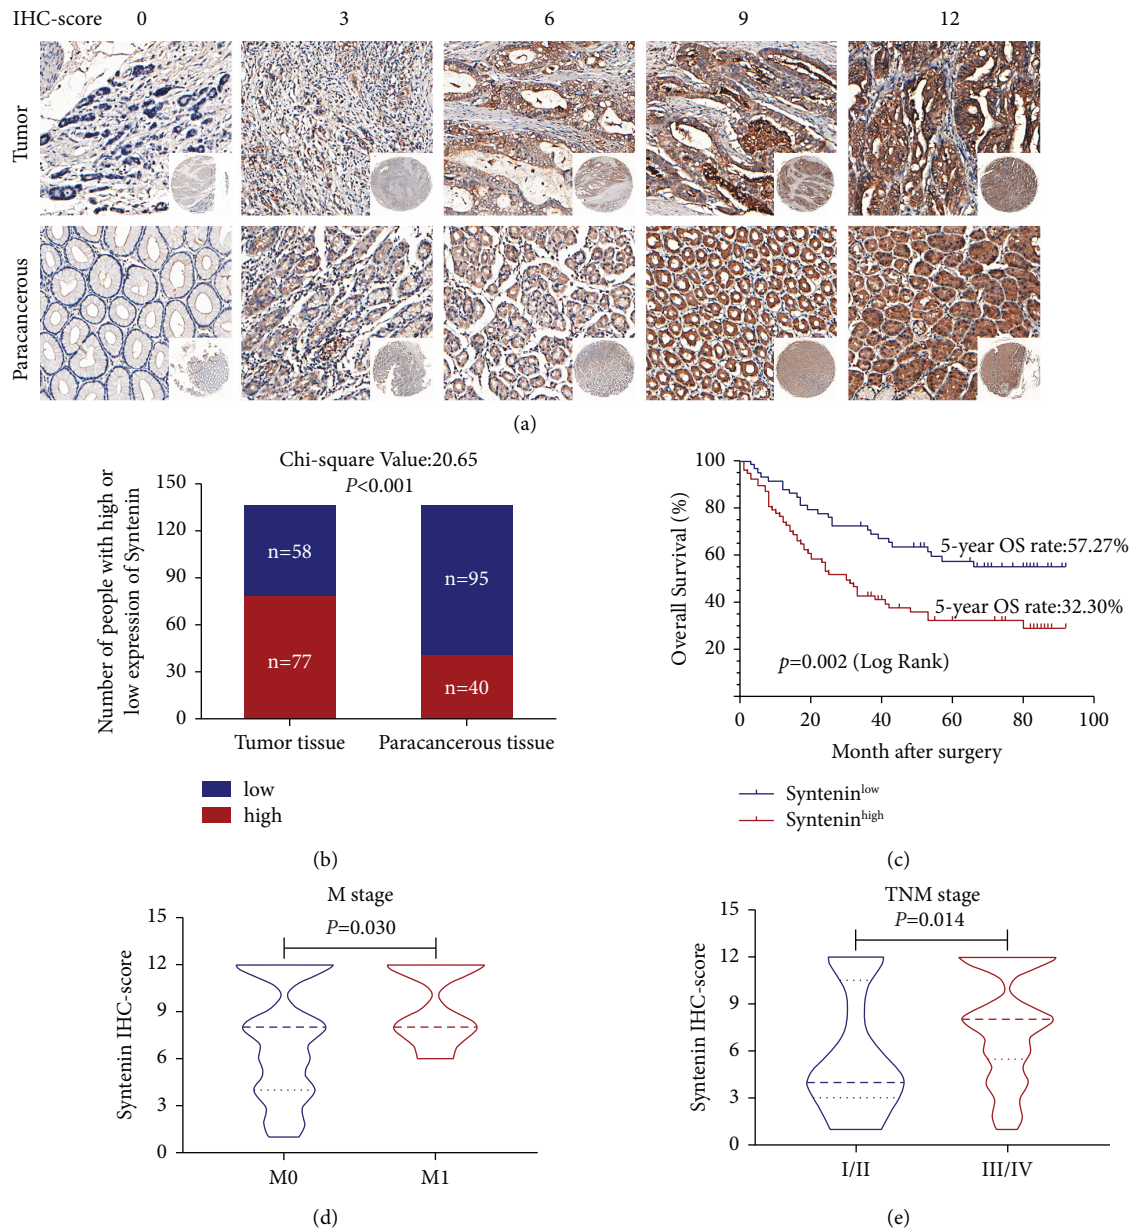 IHC-score 0 3 6 9 12
Tumor
Paracancerous
(a)
Chi-square Value:20.65
P<0.001
Number of people with high or
low expression of Syntenin
150
120
90
60
30
0
n=58
n=77
n=95
n=40
Tumor tissue Paracancerous tissue
low
high
(b)
Overall Survival (%)
100
80
60
40
20
5-year OS rate:57.27%
5-year OS rate:32.30%
p=0.002 (Log Rank)
0 20 40 60 80 100
Month after surgery
Syntenin^low
Syntenin^high
(c)
M stage
P=0.030
Syntenin IHC-score
15
12
9
6
3
0
M0 M1
(d)
TNM stage
P=0.014
Syntenin IHC-score
15
12
9
6
3
0
I/II III/IV
(e)